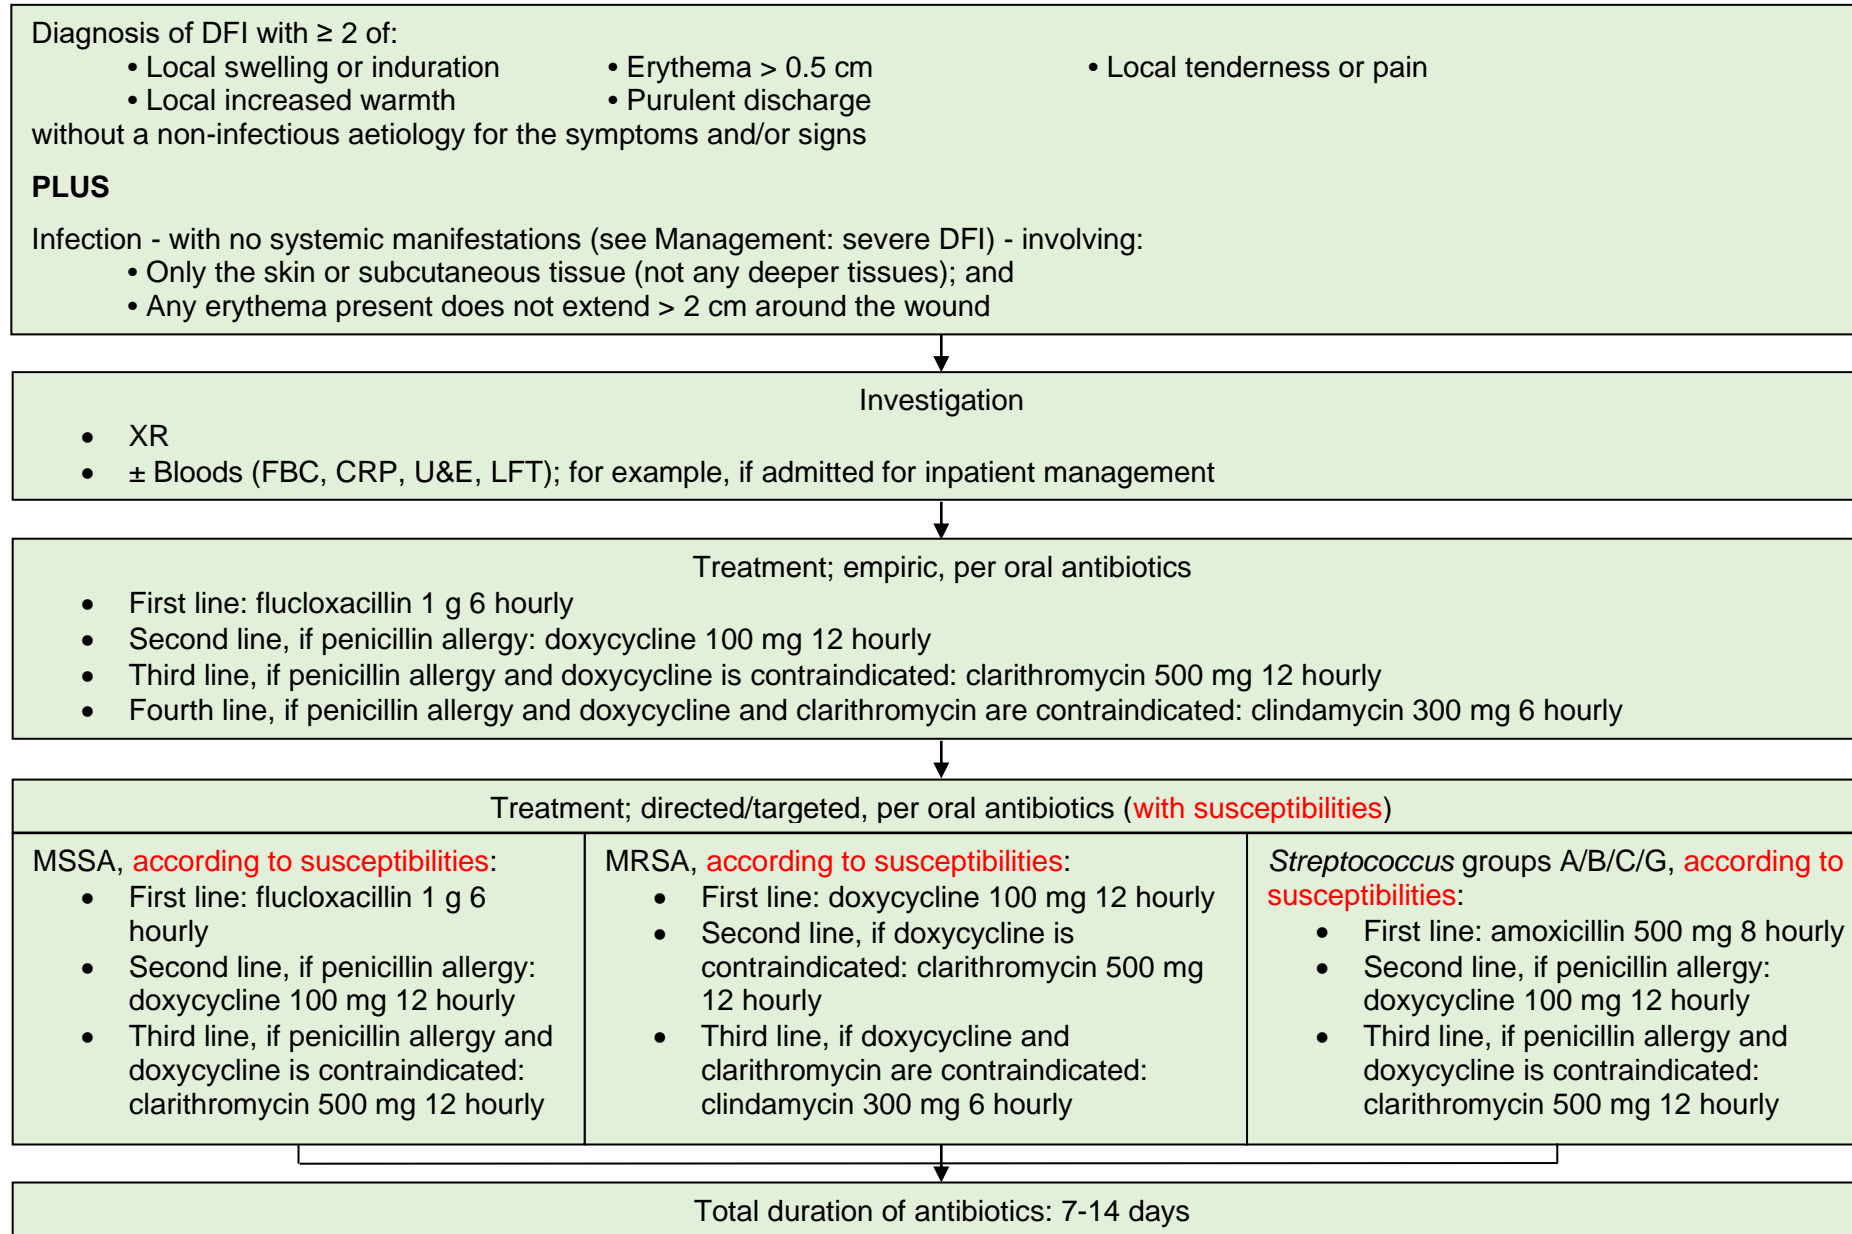 Diagnosis of DFI with ≥ 2 of:
• Local swelling or induration • Erythema > 0.5 cm • Local tenderness or pain
• Local increased warmth • Purulent discharge
without a non-infectious aetiology for the symptoms and/or signs
PLUS
Infection - with no systemic manifestations (see Management: severe DFI) - involving:
• Only the skin or subcutaneous tissue (not any deeper tissues); and
• Any erythema present does not extend > 2 cm around the wound
Investigation
• XR
• ± Bloods (FBC, CRP, U&E, LFT); for example, if admitted for inpatient management
Treatment; empiric, per oral antibiotics
• First line: flucloxacillin 1 g 6 hourly
• Second line, if penicillin allergy: doxycycline 100 mg 12 hourly
• Third line, if penicillin allergy and doxycycline is contraindicated: clarithromycin 500 mg 12 hourly
• Fourth line, if penicillin allergy and doxycycline and clarithromycin are contraindicated: clindamycin 300 mg 6 hourly
Treatment; directed/targeted, per oral antibiotics (with susceptibilities)
MSSA, according to susceptibilities:
• First line: flucloxacillin 1 g 6
hourly
• Second line, if penicillin allergy:
doxycycline 100 mg 12 hourly
• Third line, if penicillin allergy and
doxycycline is contraindicated:
clarithromycin 500 mg 12 hourly
MRSA, according to susceptibilities:
• First line: doxycycline 100 mg 12 hourly
• Second line, if doxycycline is
contraindicated: clarithromycin 500 mg
12 hourly
• Third line, if doxycycline and
clarithromycin are contraindicated:
clindamycin 300 mg 6 hourly
Streptococcus groups A/B/C/G, according to
susceptibilities:
• First line: amoxicillin 500 mg 8 hourly
• Second line, if penicillin allergy:
doxycycline 100 mg 12 hourly
• Third line, if penicillin allergy and
doxycycline is contraindicated:
clarithromycin 500 mg 12 hourly
Total duration of antibiotics: 7-14 days